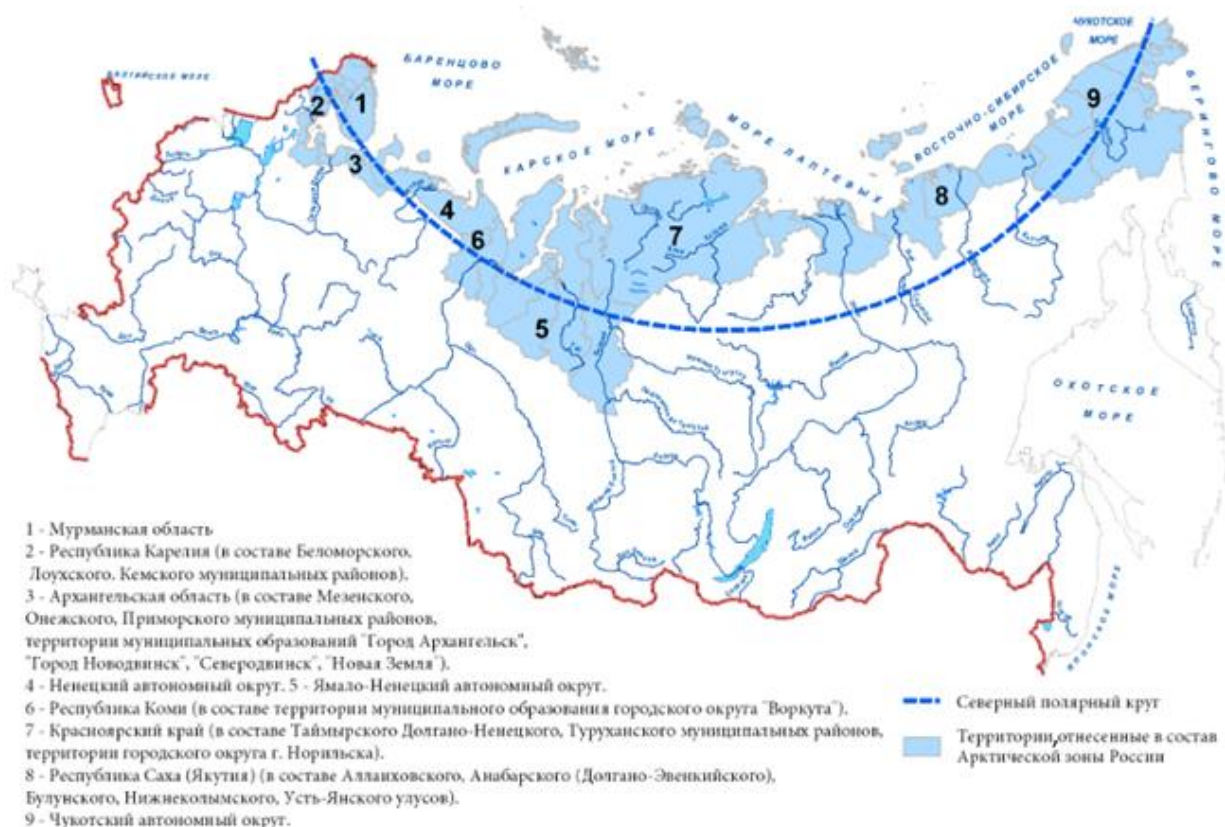 БАЛТИЙСКОЕ МОРЕ
БАРЕНЦОВО
МОРЕ
КАРСКОЕ МОРЕ
МОРЕ ЛАПТЕВЫХ
ВОСТОЧНО-СИБИРСКОЕ
МОРЕ
ЧУКОТСКОЕ
МОРЕ
БЕРИНГОВО МОРЕ
ОХОТСКОЕ
МОРЕ
ЯПОНСКОЕ МОРЕ
1
2
3
4
5
6
7
8
9
1 - Мурманская область
2 - Республика Карелия (в составе Беломорского,
Лоухского. Кемского муниципальных районов).
3 - Архангельская область (в составе Мезенского,
Онежского, Приморского муниципальных районов,
территории муниципальных образований "Город Архангельск",
"Город Новодвинск", "Северодвинск", "Новая Земля").
4 - Ненецкий автономный округ. 5 - Ямало-Ненецкий автономный округ.
6 - Республика Коми (в составе территории муниципального образования городского округа "Воркута").
7 - Красноярский край (в составе Таймырского Долгано-Ненецкого, Туруханского муниципальных районов,
территории городского округа г. Норильска).
8 - Республика Саха (Якутия) (в составе Аллаиховского, Анабарского (Долгано-Эвенкийского),
Булунского, Нижнеколымского, Усть-Янского улусов).
9 - Чукотский автономный округ.
Северный полярный круг
Территории, отнесенные в состав
Арктической зоны России